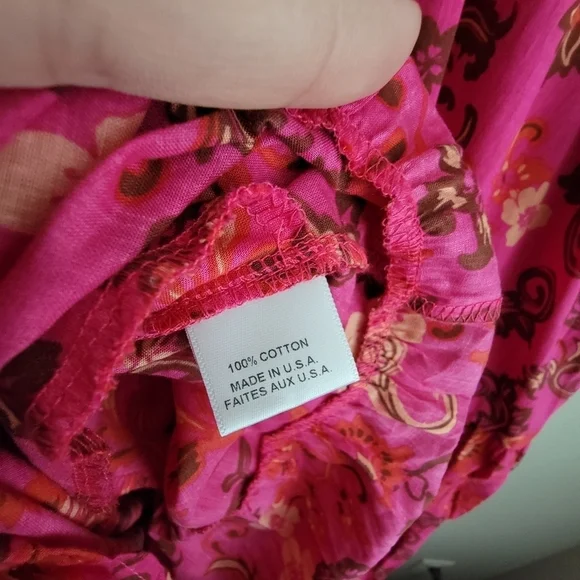 100% COTTON
MADE IN U.S.A.
FAITES AUX U.S.A.